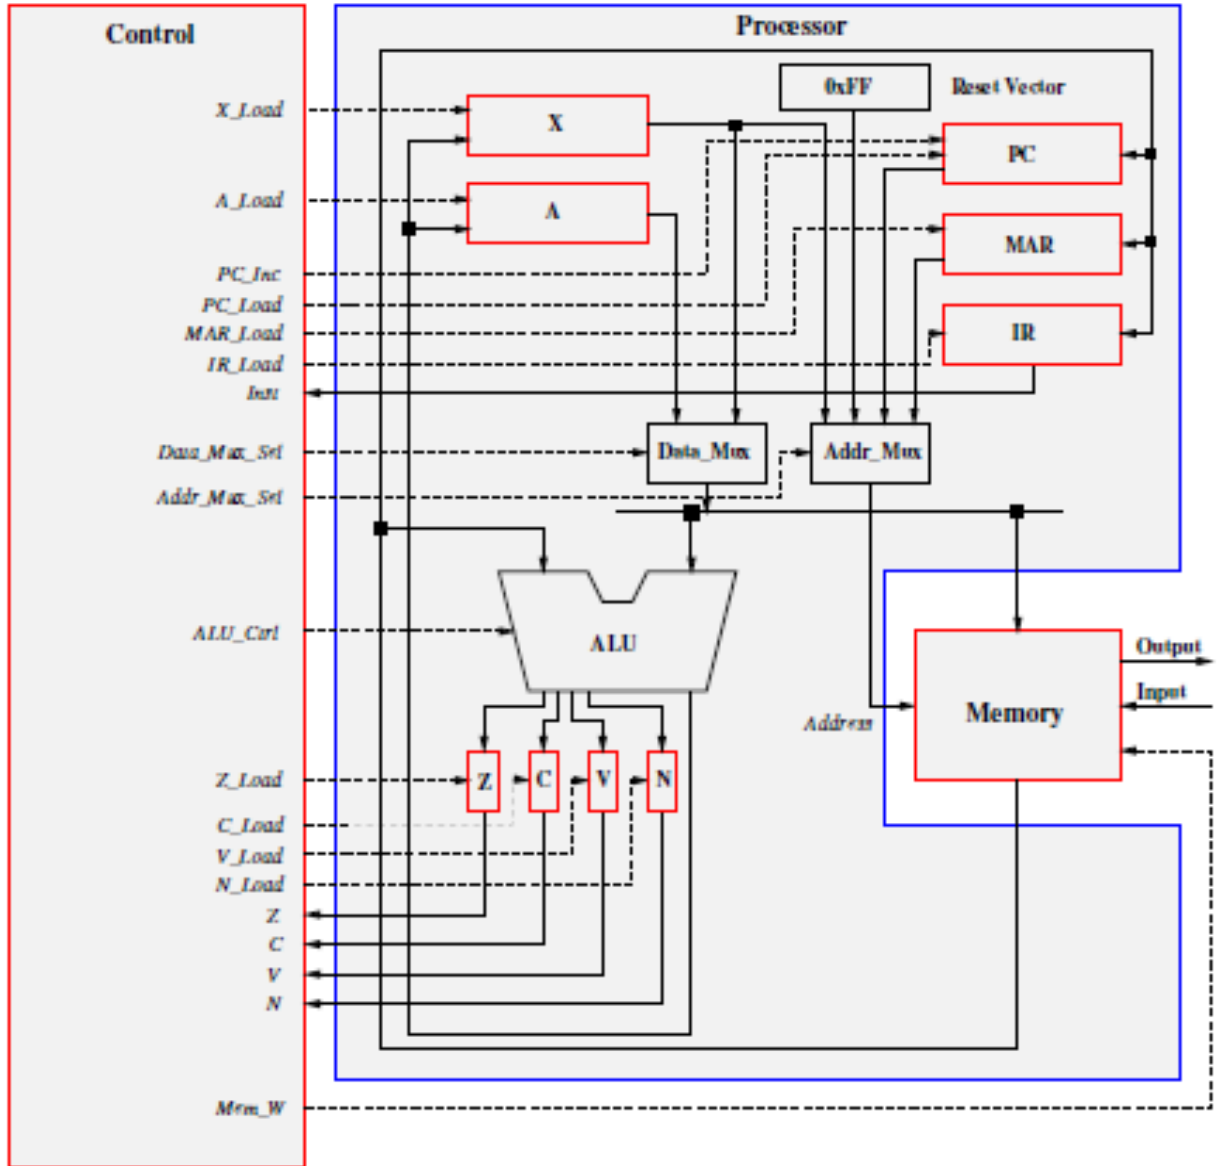 Control
Processor
0xFF
Reset Vector
X_Load
X
PC
A_Load
A
MAR
PC_Inc
PC_Load
MAR_Load
IR_Load
IR
Inst
Data_Mux_Sel
Data_Mux
Addr_Mux
Addr_Mux_Sel
ALU_Ctrl
ALU
Output
Input
Memory
Address
Z_Load
Z
C
V
N
C_Load
V_Load
N_Load
Z
C
V
N
Mem_W